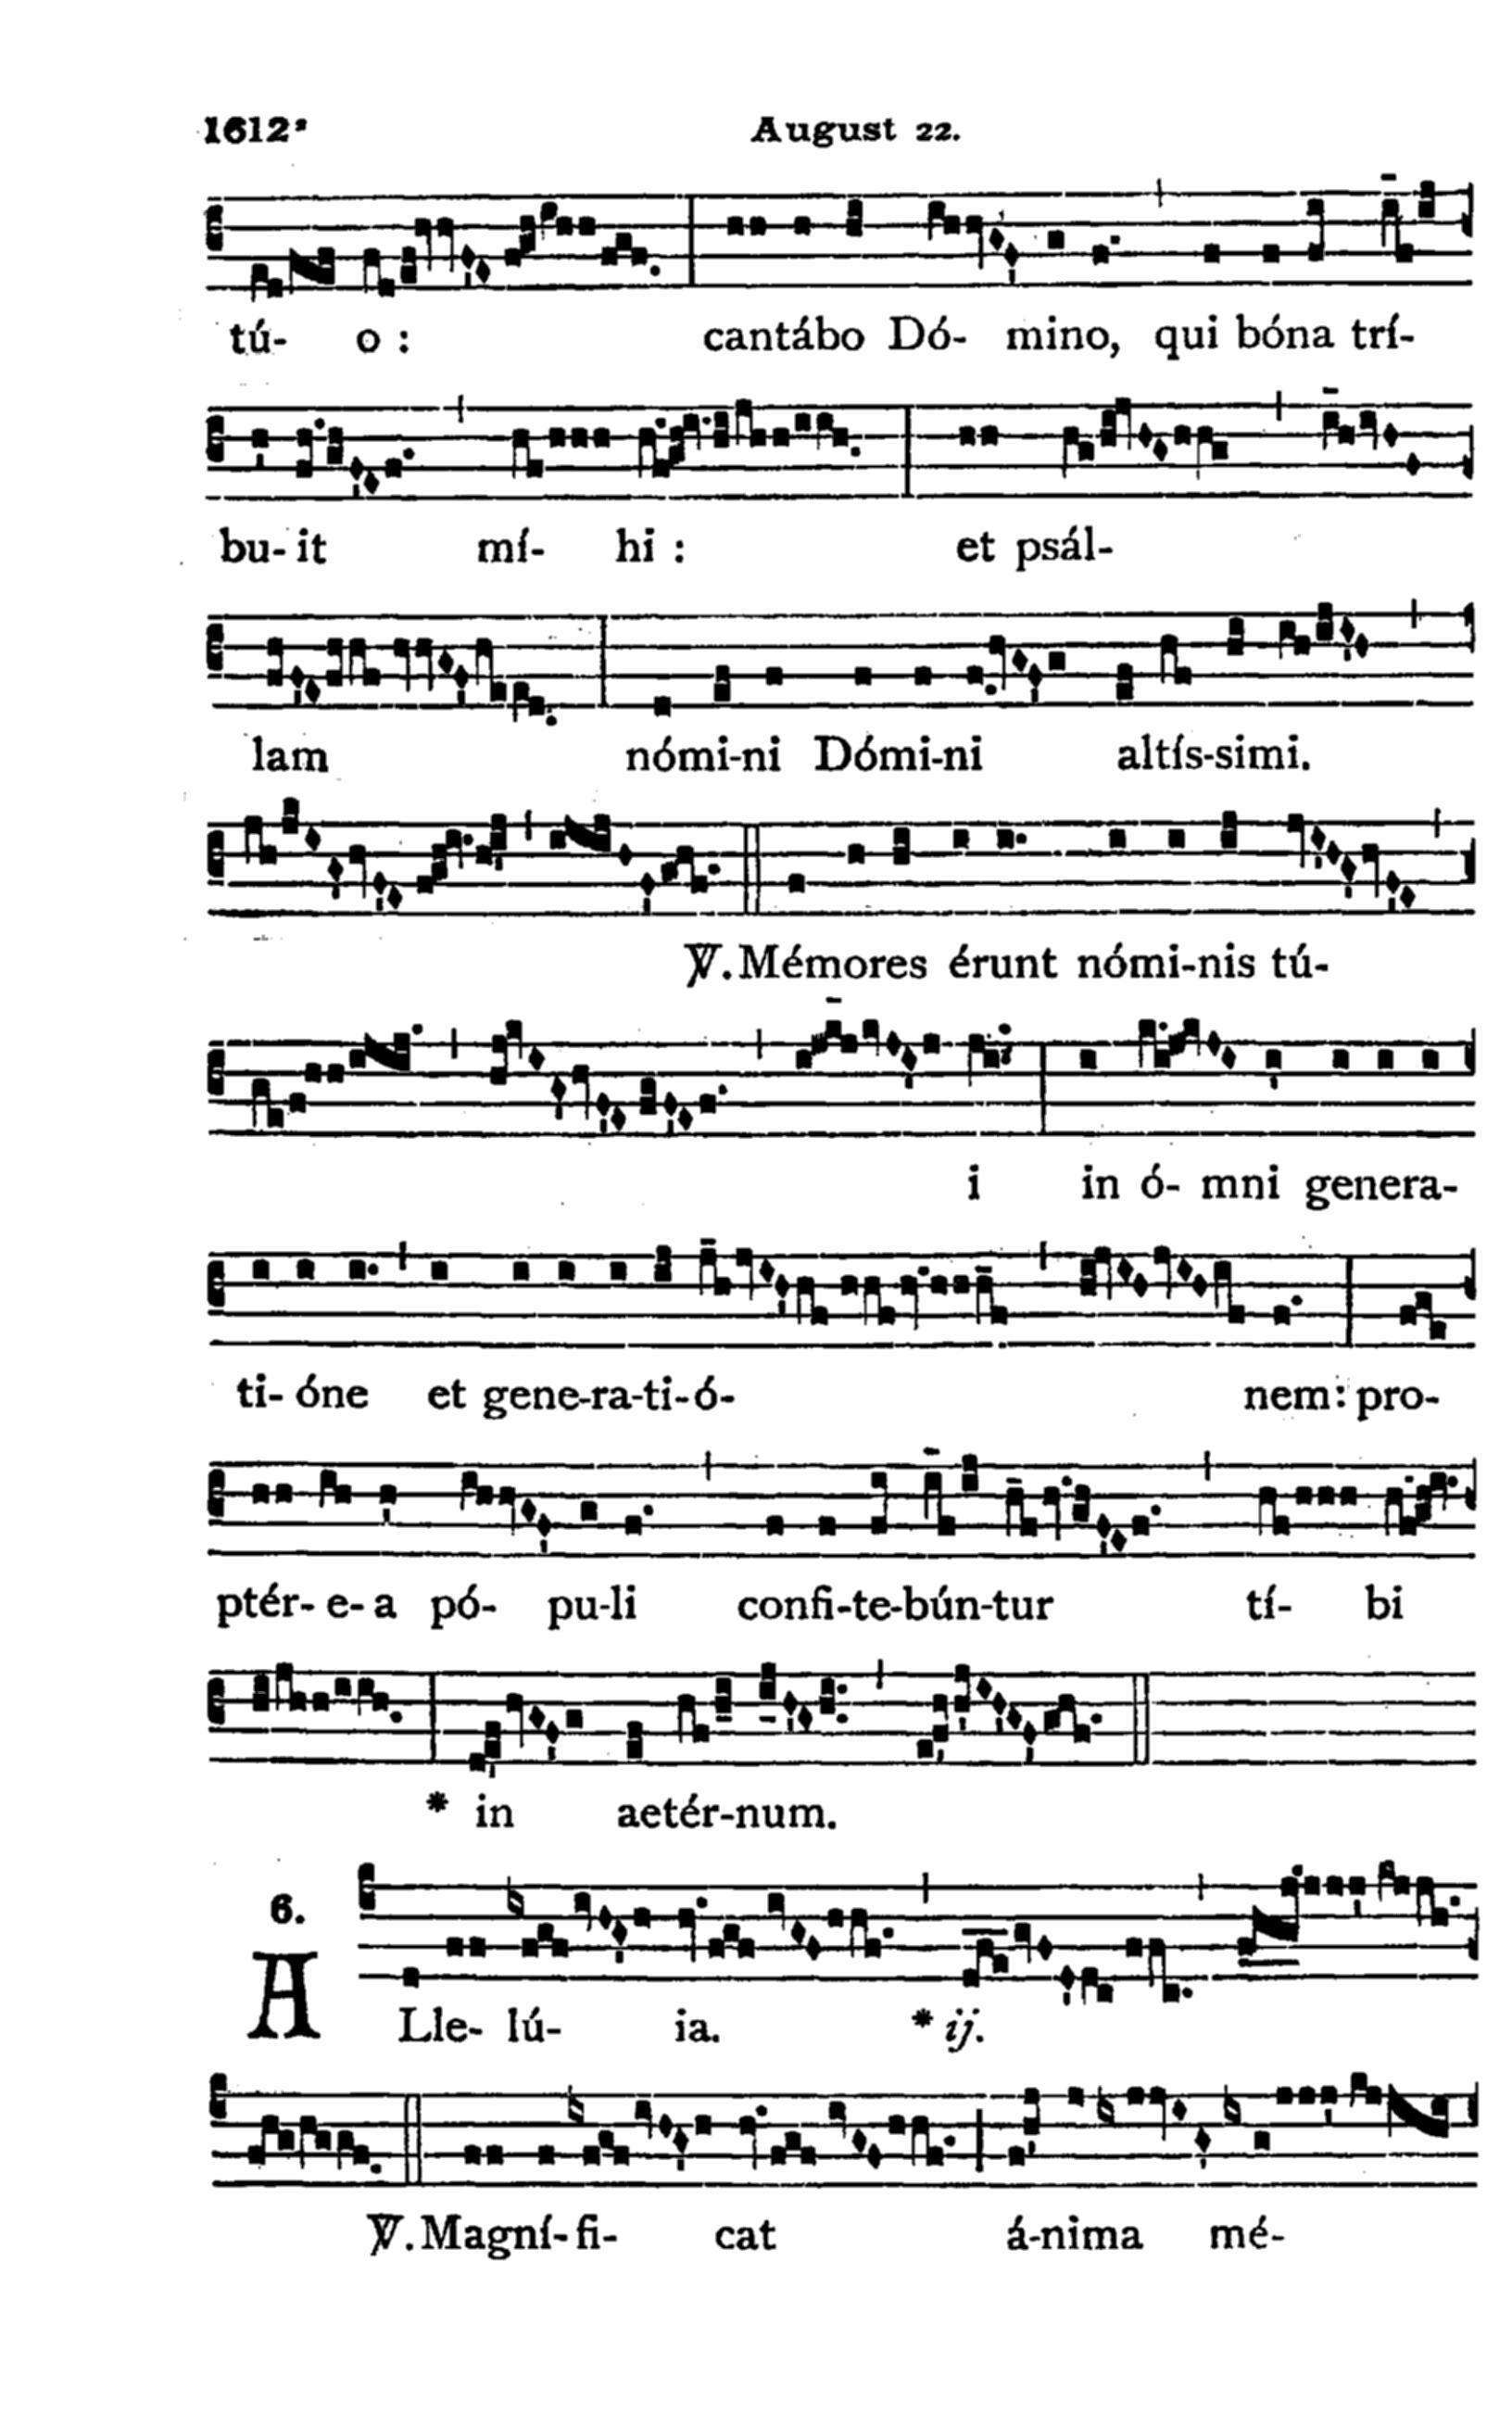 1612² August 22.
tú- o : cantábo Dó- mino, qui bóna trí-
bu- it mí- hi : et psál-
lam nómi-ni Dómi-ni altís-simi.
℣. Mémores érunt nómi-nis tú-
i in ó- mni genera-
ti- óne et gene-ra-ti-ó- nem : pro-
ptér- e- a pó- pu-li confi-te-bún-tur tí- bi
* in aetér-num.
6.
ALle- lú- ia. * ij.
℣. Magní- fi- cat á-nima mé-